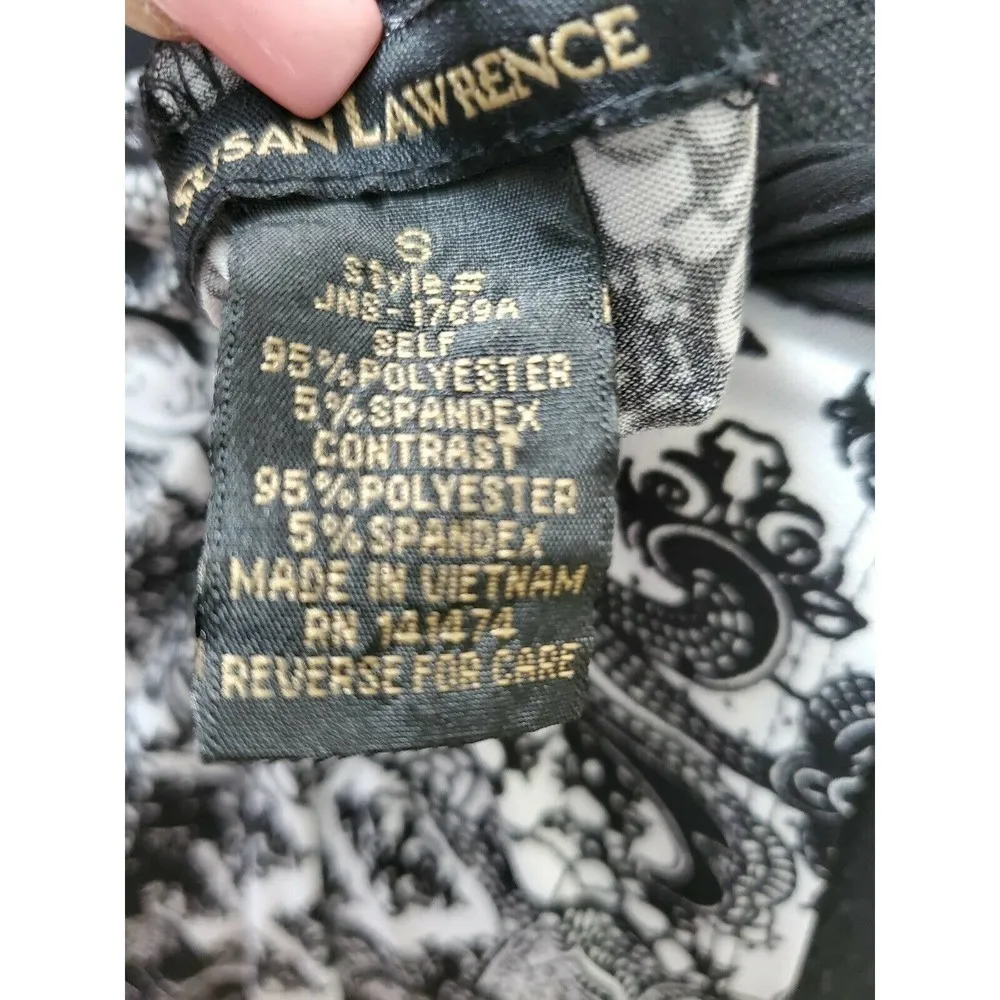 SUSAN LAWRENCE
S
Style #
JNS-1769A
SELF
95% POLYESTER
5% SPANDEX
CONTRAST
95% POLYESTER
5% SPANDEX
MADE IN VIETNAM
RN 141474
REVERSE FOR CARE